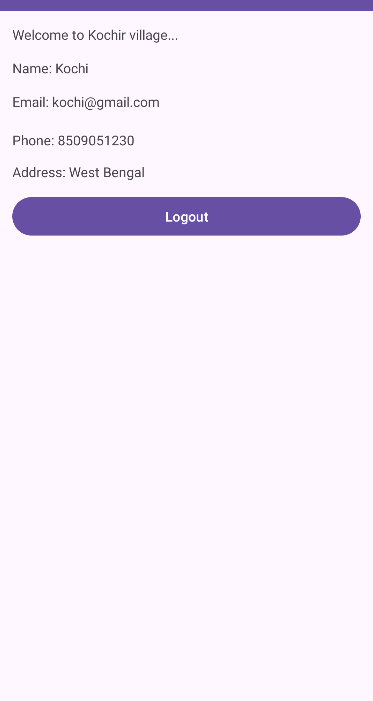 Welcome to Kochir village...
Name: Kochi
Email: kochi@gmail.com
Phone: 8509051230
Address: West Bengal
Logout